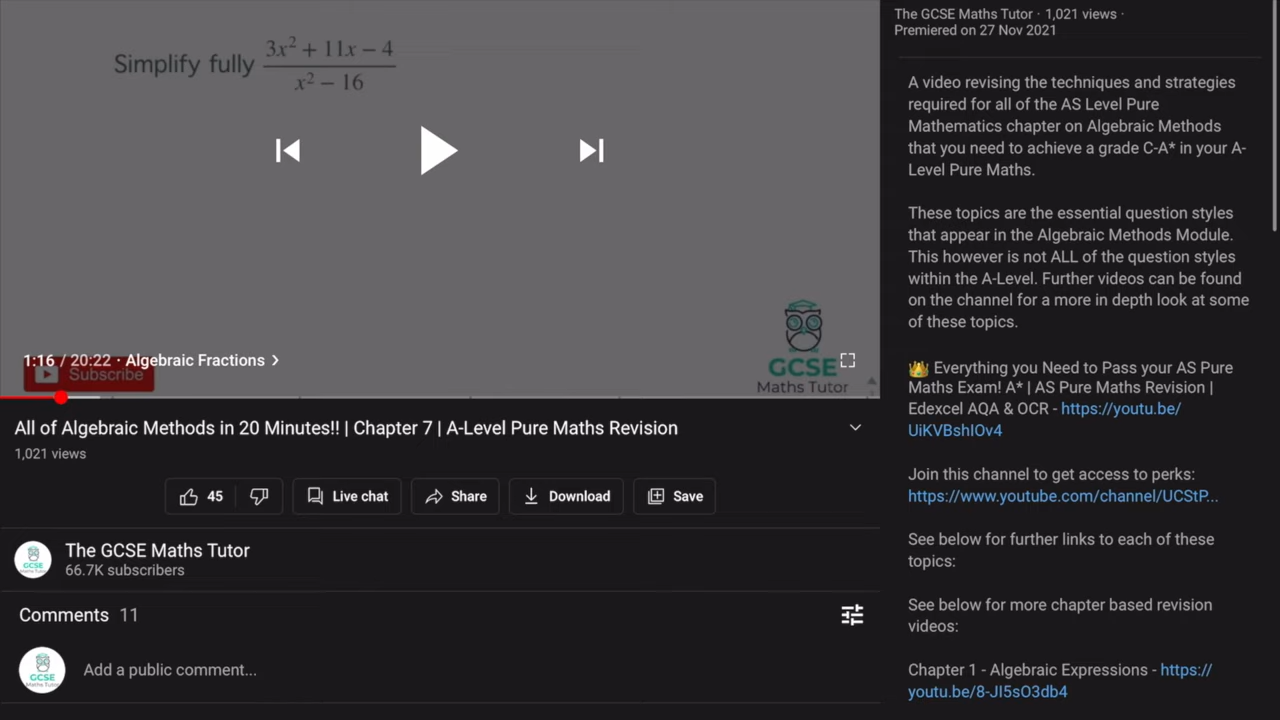 Simplify fully 3x² + 11x − 4
x² − 16
1:16 / 20:22 · Algebraic Fractions >
Subscribe
GCSE
Maths Tutor
All of Algebraic Methods in 20 Minutes!! | Chapter 7 | A-Level Pure Maths Revision
1,021 views
45
Live chat
Share
Download
Save
The GCSE Maths Tutor
66.7K subscribers
Comments 11
GCSE
Maths Tutor
Add a public comment...
The GCSE Maths Tutor · 1,021 views ·
Premiered on 27 Nov 2021
A video revising the techniques and strategies
required for all of the AS Level Pure
Mathematics chapter on Algebraic Methods
that you need to achieve a grade C-A* in your A-
Level Pure Maths.
These topics are the essential question styles
that appear in the Algebraic Methods Module.
This however is not ALL of the question styles
within the A-Level. Further videos can be found
on the channel for a more in depth look at some
of these topics.
👑 Everything you Need to Pass your AS Pure
Maths Exam! A* | AS Pure Maths Revision |
Edexcel AQA & OCR - https://youtu.be/
UiKVBshIOv4
Join this channel to get access to perks:
https://www.youtube.com/channel/UCStP...
See below for further links to each of these
topics:
See below for more chapter based revision
videos:
Chapter 1 - Algebraic Expressions - https://
youtu.be/8-JI5sO3db4